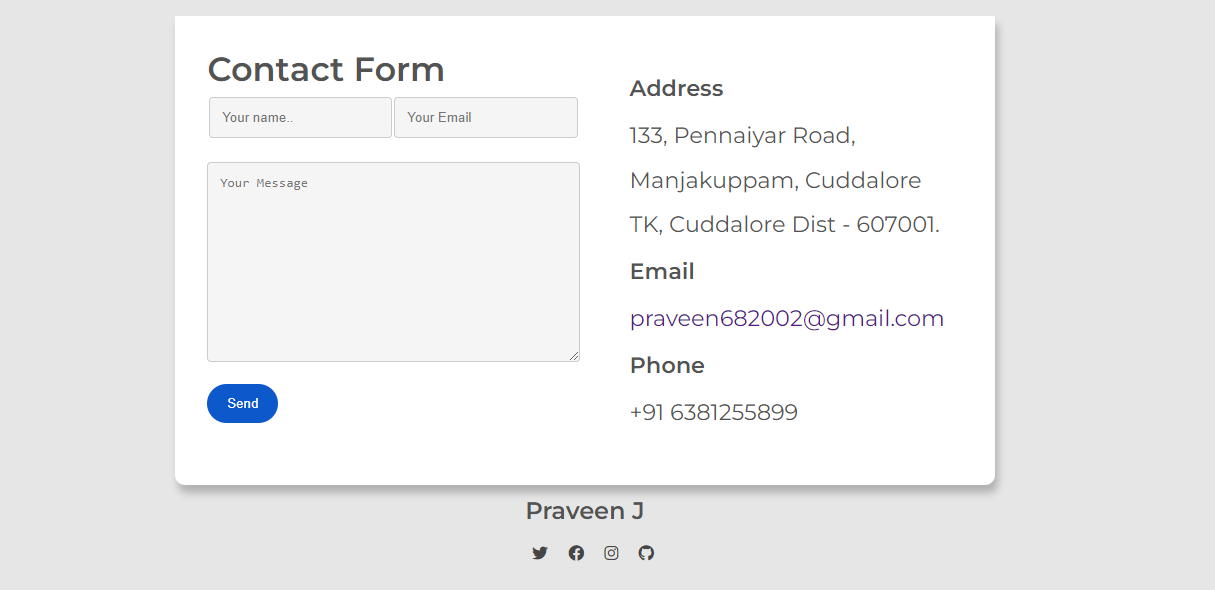 Contact Form
Your name..
Your Email
Your Message
Send
Address
133, Pennaiyar Road,
Manjakuppam, Cuddalore
TK, Cuddalore Dist - 607001.
Email
praveen682002@gmail.com
Phone
+91 6381255899
Praveen J